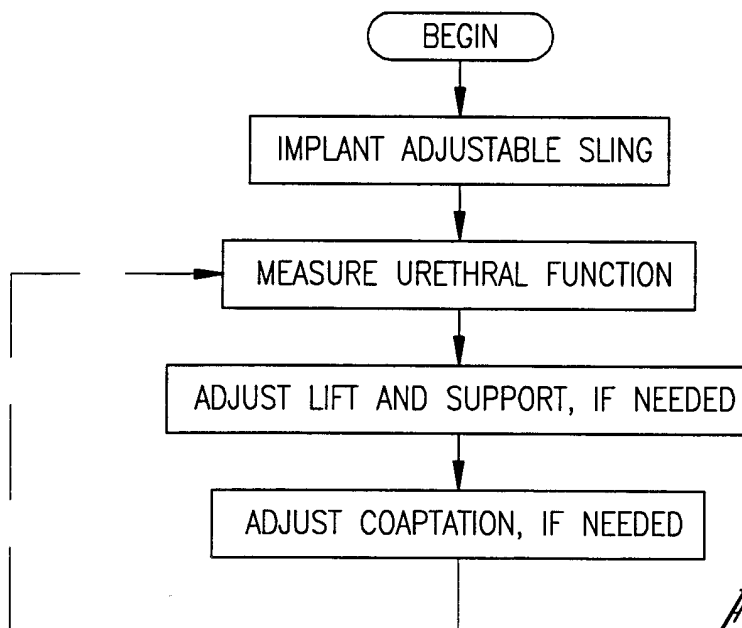 BEGIN
IMPLANT ADJUSTABLE SLING
MEASURE URETHRAL FUNCTION
ADJUST LIFT AND SUPPORT, IF NEEDED
ADJUST COAPTATION, IF NEEDED